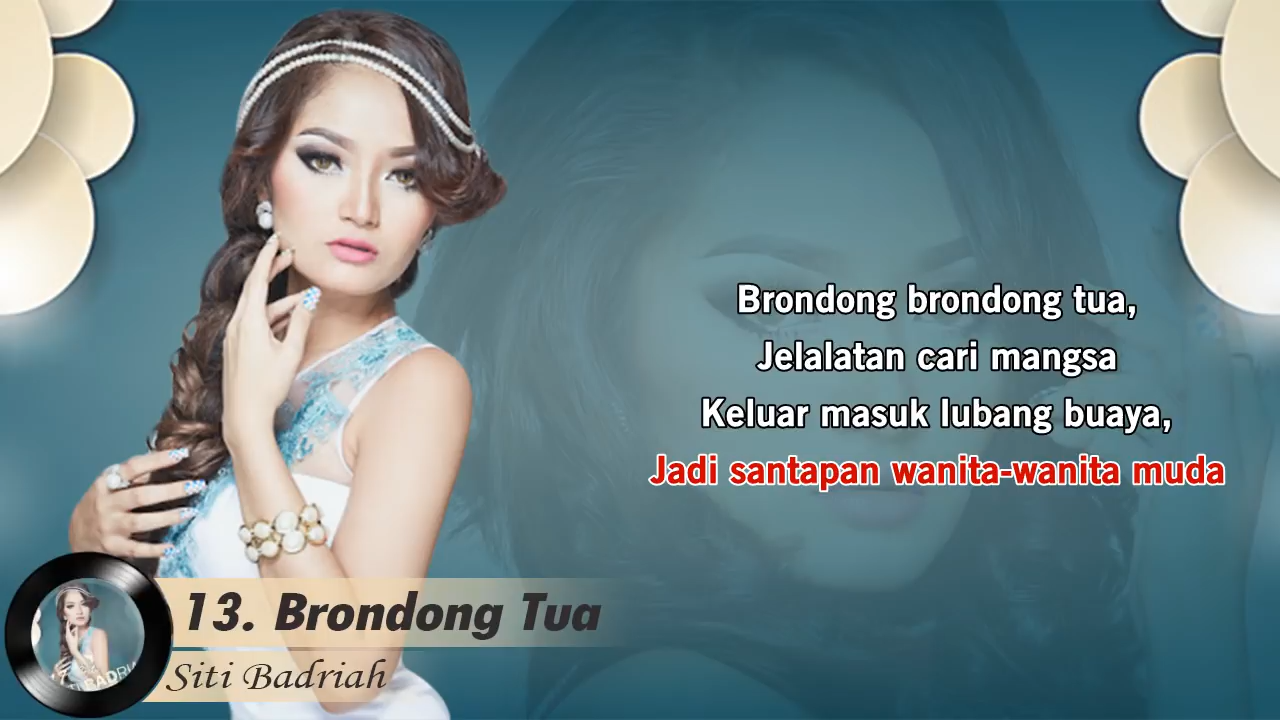 Brondong brondong tua,
Jelalatan cari mangsa
Keluar masuk lubang buaya,
Jadi santapan wanita-wanita muda
13. Brondong Tua
Siti Badriah